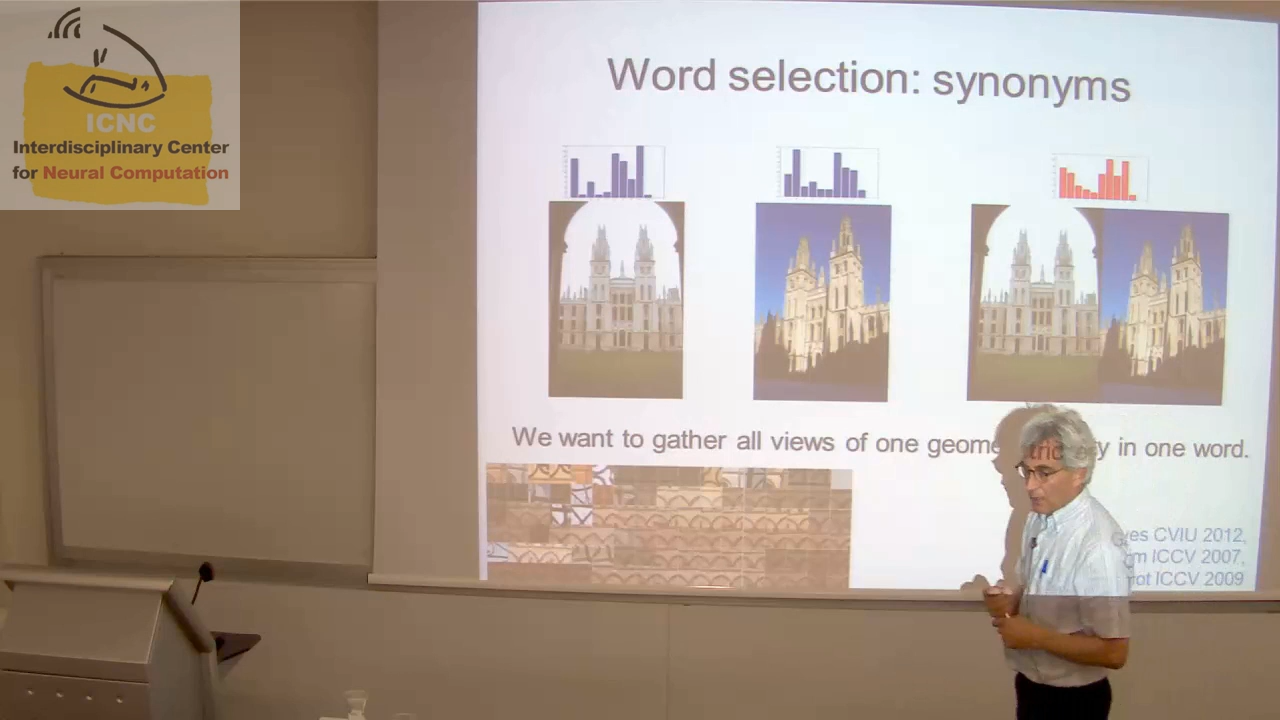 ICNC
Interdisciplinary Center
for Neural Computation
Word selection: synonyms
We want to gather all views of one in one word.
CVIU 2012,
ICCV 2007,
ICCV 2009